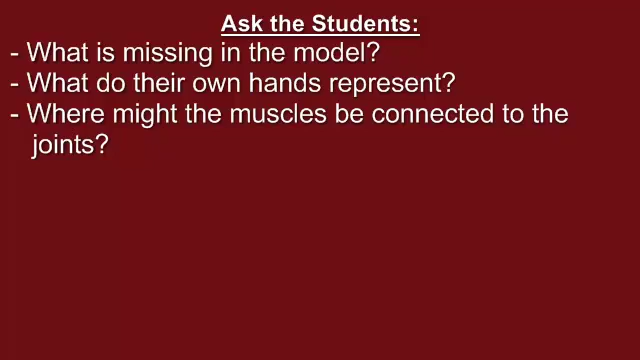 Ask the Students:
- What is missing in the model?
- What do their own hands represent?
- Where might the muscles be connected to the
joints?